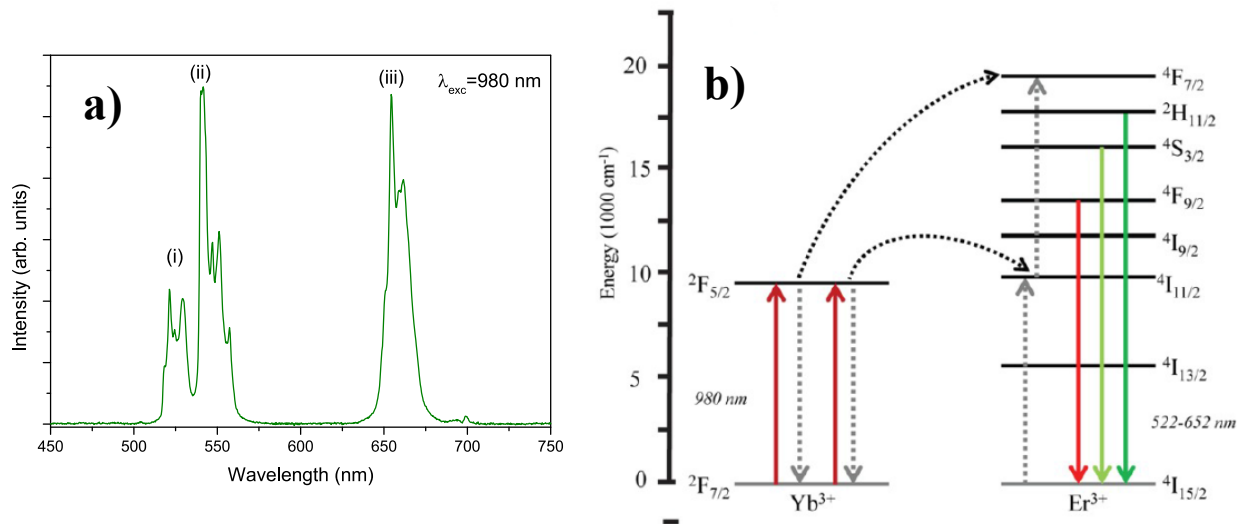 a)
(i)
(ii)
(iii)
λexc=980 nm
Intensity (arb. units)
450 500 550 600 650 700 750
Wavelength (nm)
b)
Energy (1000 cm⁻¹)
20
15
10
5
0
²F₅/₂
980 nm
²F₇/₂
Yb³⁺
⁴F₇/₂
²H₁₁/₂
⁴S₃/₂
⁴F₉/₂
⁴I₉/₂
⁴I₁₁/₂
⁴I₁₃/₂
522-652 nm
⁴I₁₅/₂
Er³⁺